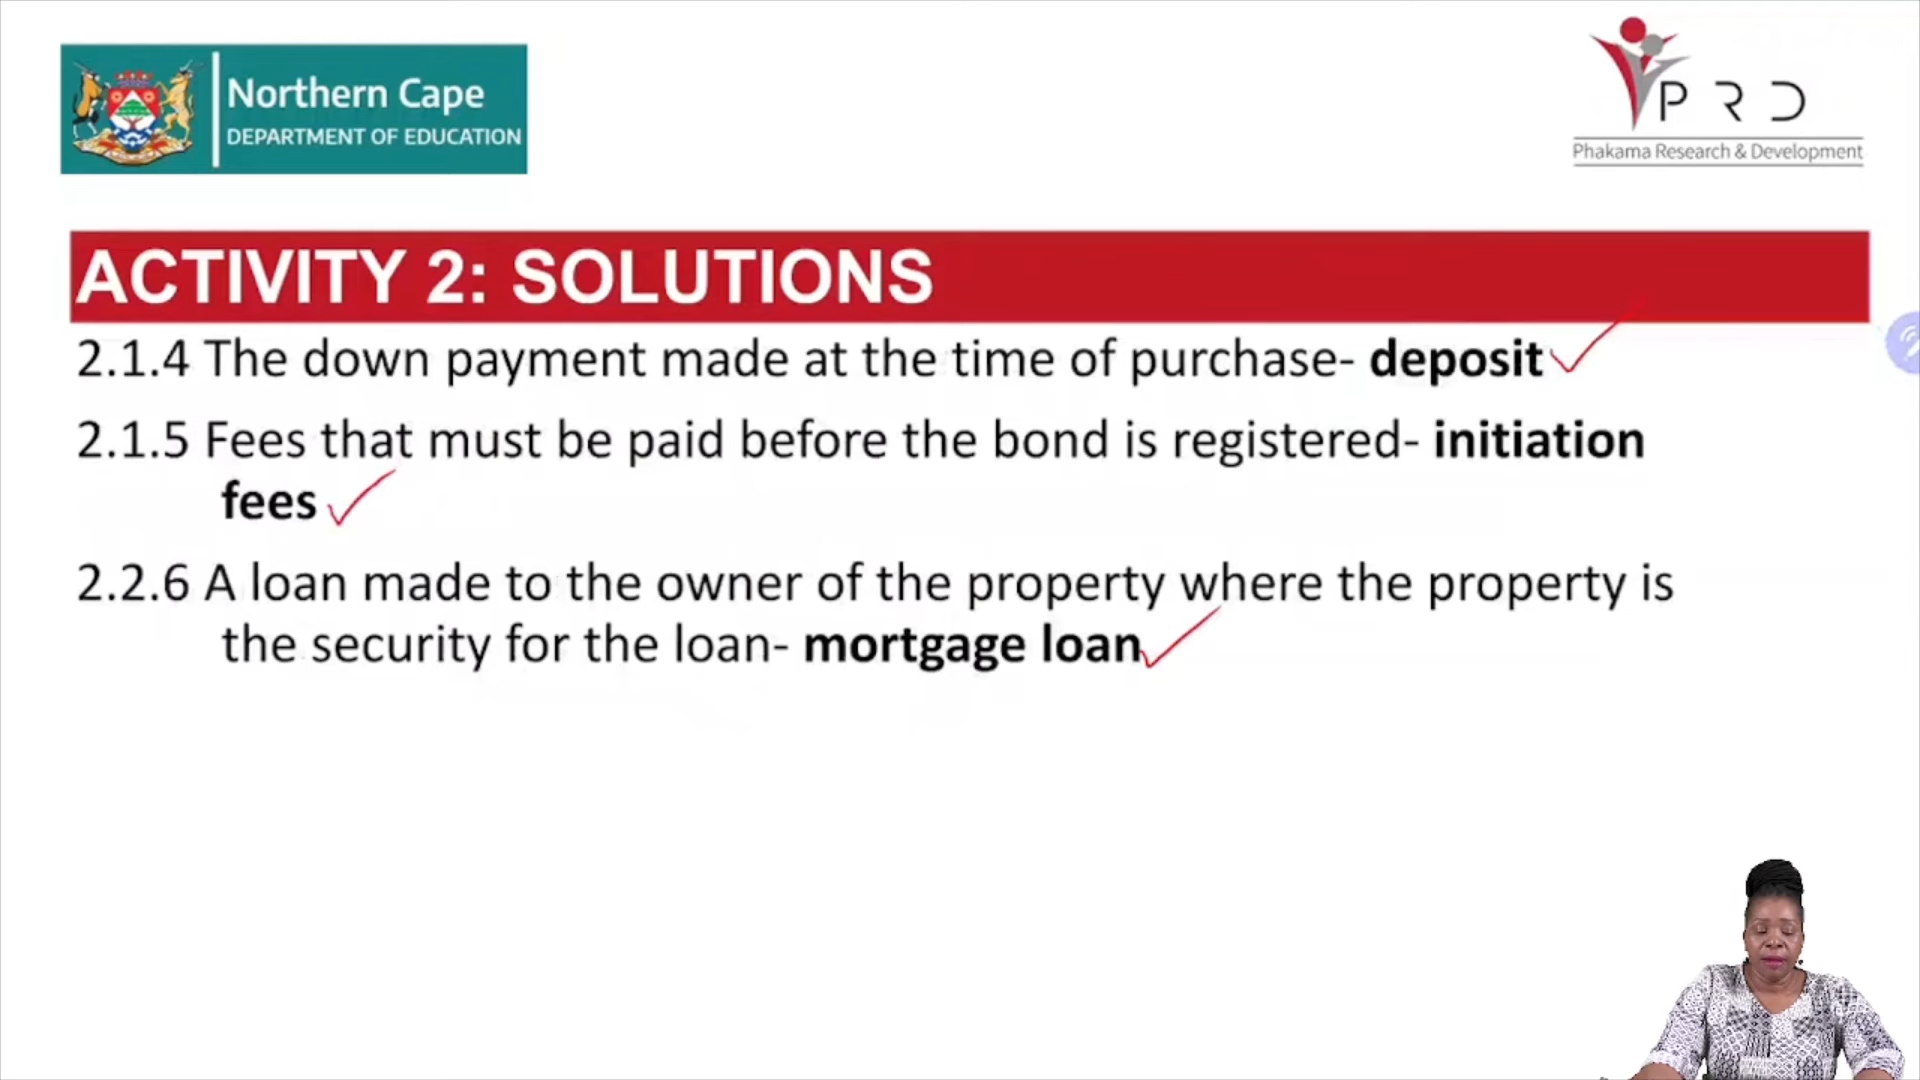 Northern Cape
DEPARTMENT OF EDUCATION
PRD
Phakama Research & Development
ACTIVITY 2: SOLUTIONS
2.1.4 The down payment made at the time of purchase- deposit
2.1.5 Fees that must be paid before the bond is registered- initiation
fees
2.2.6 A loan made to the owner of the property where the property is
the security for the loan- mortgage loan